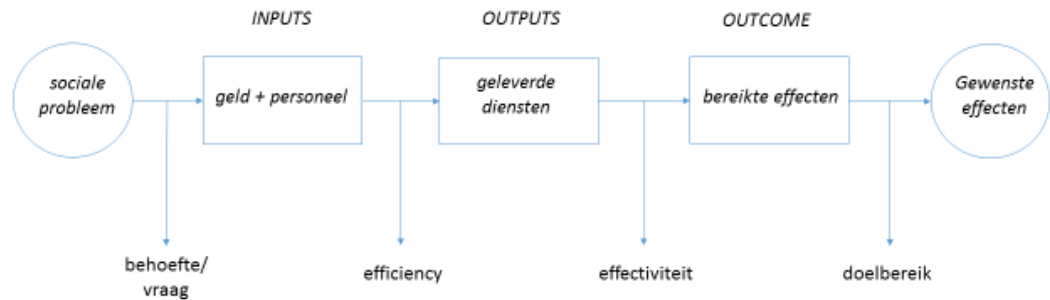 INPUTS
OUTPUTS
OUTCOME
sociale
probleem
geld + personeel
geleverde
diensten
bereikte effecten
Gewenste
effecten
behoefte/
vraag
efficiency
effectiviteit
doelbereik